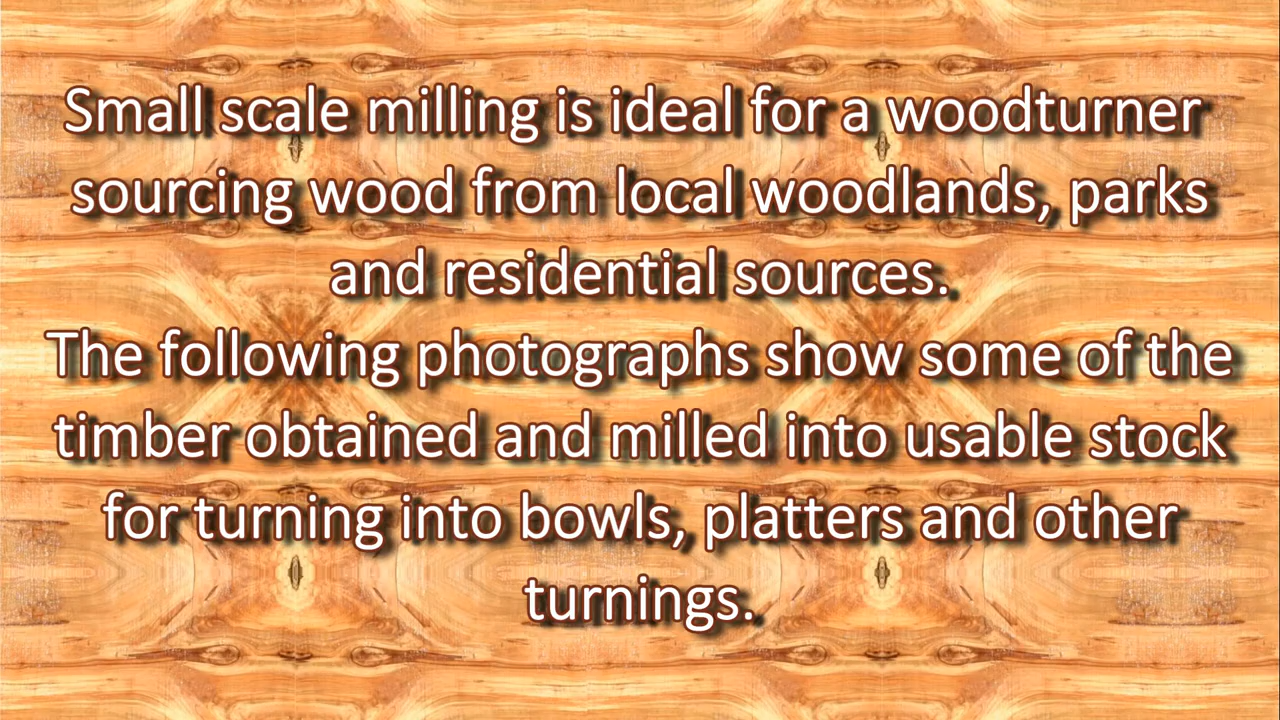 Small scale milling is ideal for a woodturner
sourcing wood from local woodlands, parks
and residential sources.
The following photographs show some of the
timber obtained and milled into usable stock
for turning into bowls, platters and other
turnings.